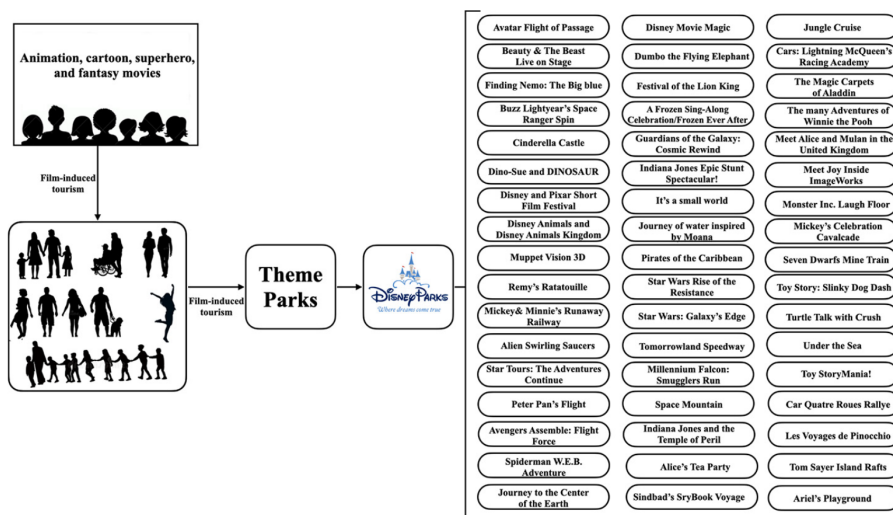 Animation, cartoon, superhero,
and fantasy movies
Film-induced
tourism
Film-induced
tourism
Theme
Parks
Disney Parks
Where dreams come true
Avatar Flight of Passage
Beauty & The Beast
Live on Stage
Finding Nemo: The Big blue
Buzz Lightyear's Space
Ranger Spin
Cinderella Castle
Dino-Sue and DINOSAUR
Disney and Pixar Short
Film Festival
Disney Animals and
Disney Animals Kingdom
Muppet Vision 3D
Remy's Ratatouille
Mickey& Minnie's Runaway
Railway
Alien Swirling Saucers
Star Tours: The Adventures
Continue
Peter Pan's Flight
Avengers Assemble: Flight
Force
Spiderman W.E.B.
Adventure
Journey to the Center
of the Earth
Disney Movie Magic
Dumbo the Flying Elephant
Festival of the Lion King
A Frozen Sing-Along
Celebration/Frozen Ever After
Guardians of the Galaxy:
Cosmic Rewind
Indiana Jones Epic Stunt
Spectacular!
It's a small world
Journey of water inspired
by Moana
Pirates of the Caribbean
Star Wars Rise of the
Resistance
Star Wars: Galaxy's Edge
Tomorrowland Speedway
Millennium Falcon:
Smugglers Run
Space Mountain
Indiana Jones and the
Temple of Peril
Alice's Tea Party
Sindbad's SryBook Voyage
Jungle Cruise
Cars: Lightning McQueen's
Racing Academy
The Magic Carpets
of Aladdin
The many Adventures of
Winnie the Pooh
Meet Alice and Mulan in the
United Kingdom
Meet Joy Inside
ImageWorks
Monster Inc. Laugh Floor
Mickey's Celebration
Cavalcade
Seven Dwarfs Mine Train
Toy Story: Slinky Dog Dash
Turtle Talk with Crush
Under the Sea
Toy StoryMania!
Car Quatre Roues Rallye
Les Voyages de Pinocchio
Tom Sayer Island Rafts
Ariel's Playground